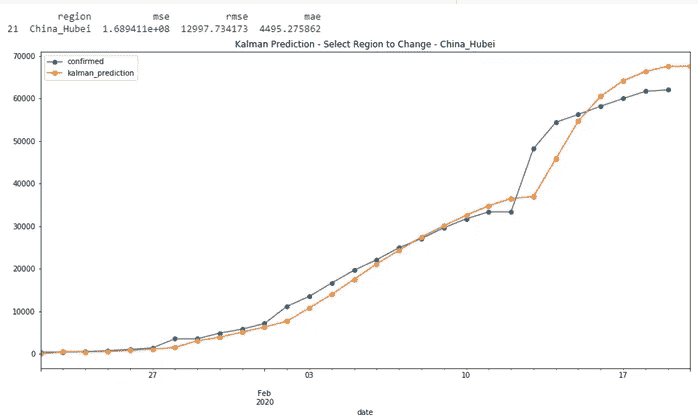 region mse rmse mae
21 China_Hubei 1.689411e+08 12997.734173 4495.275862
Kalman Prediction - Select Region to Change - China_Hubei
confirmed
kalman_prediction
70000
60000
50000
40000
30000
20000
10000
0
27
03
10
17
Feb
2020
date